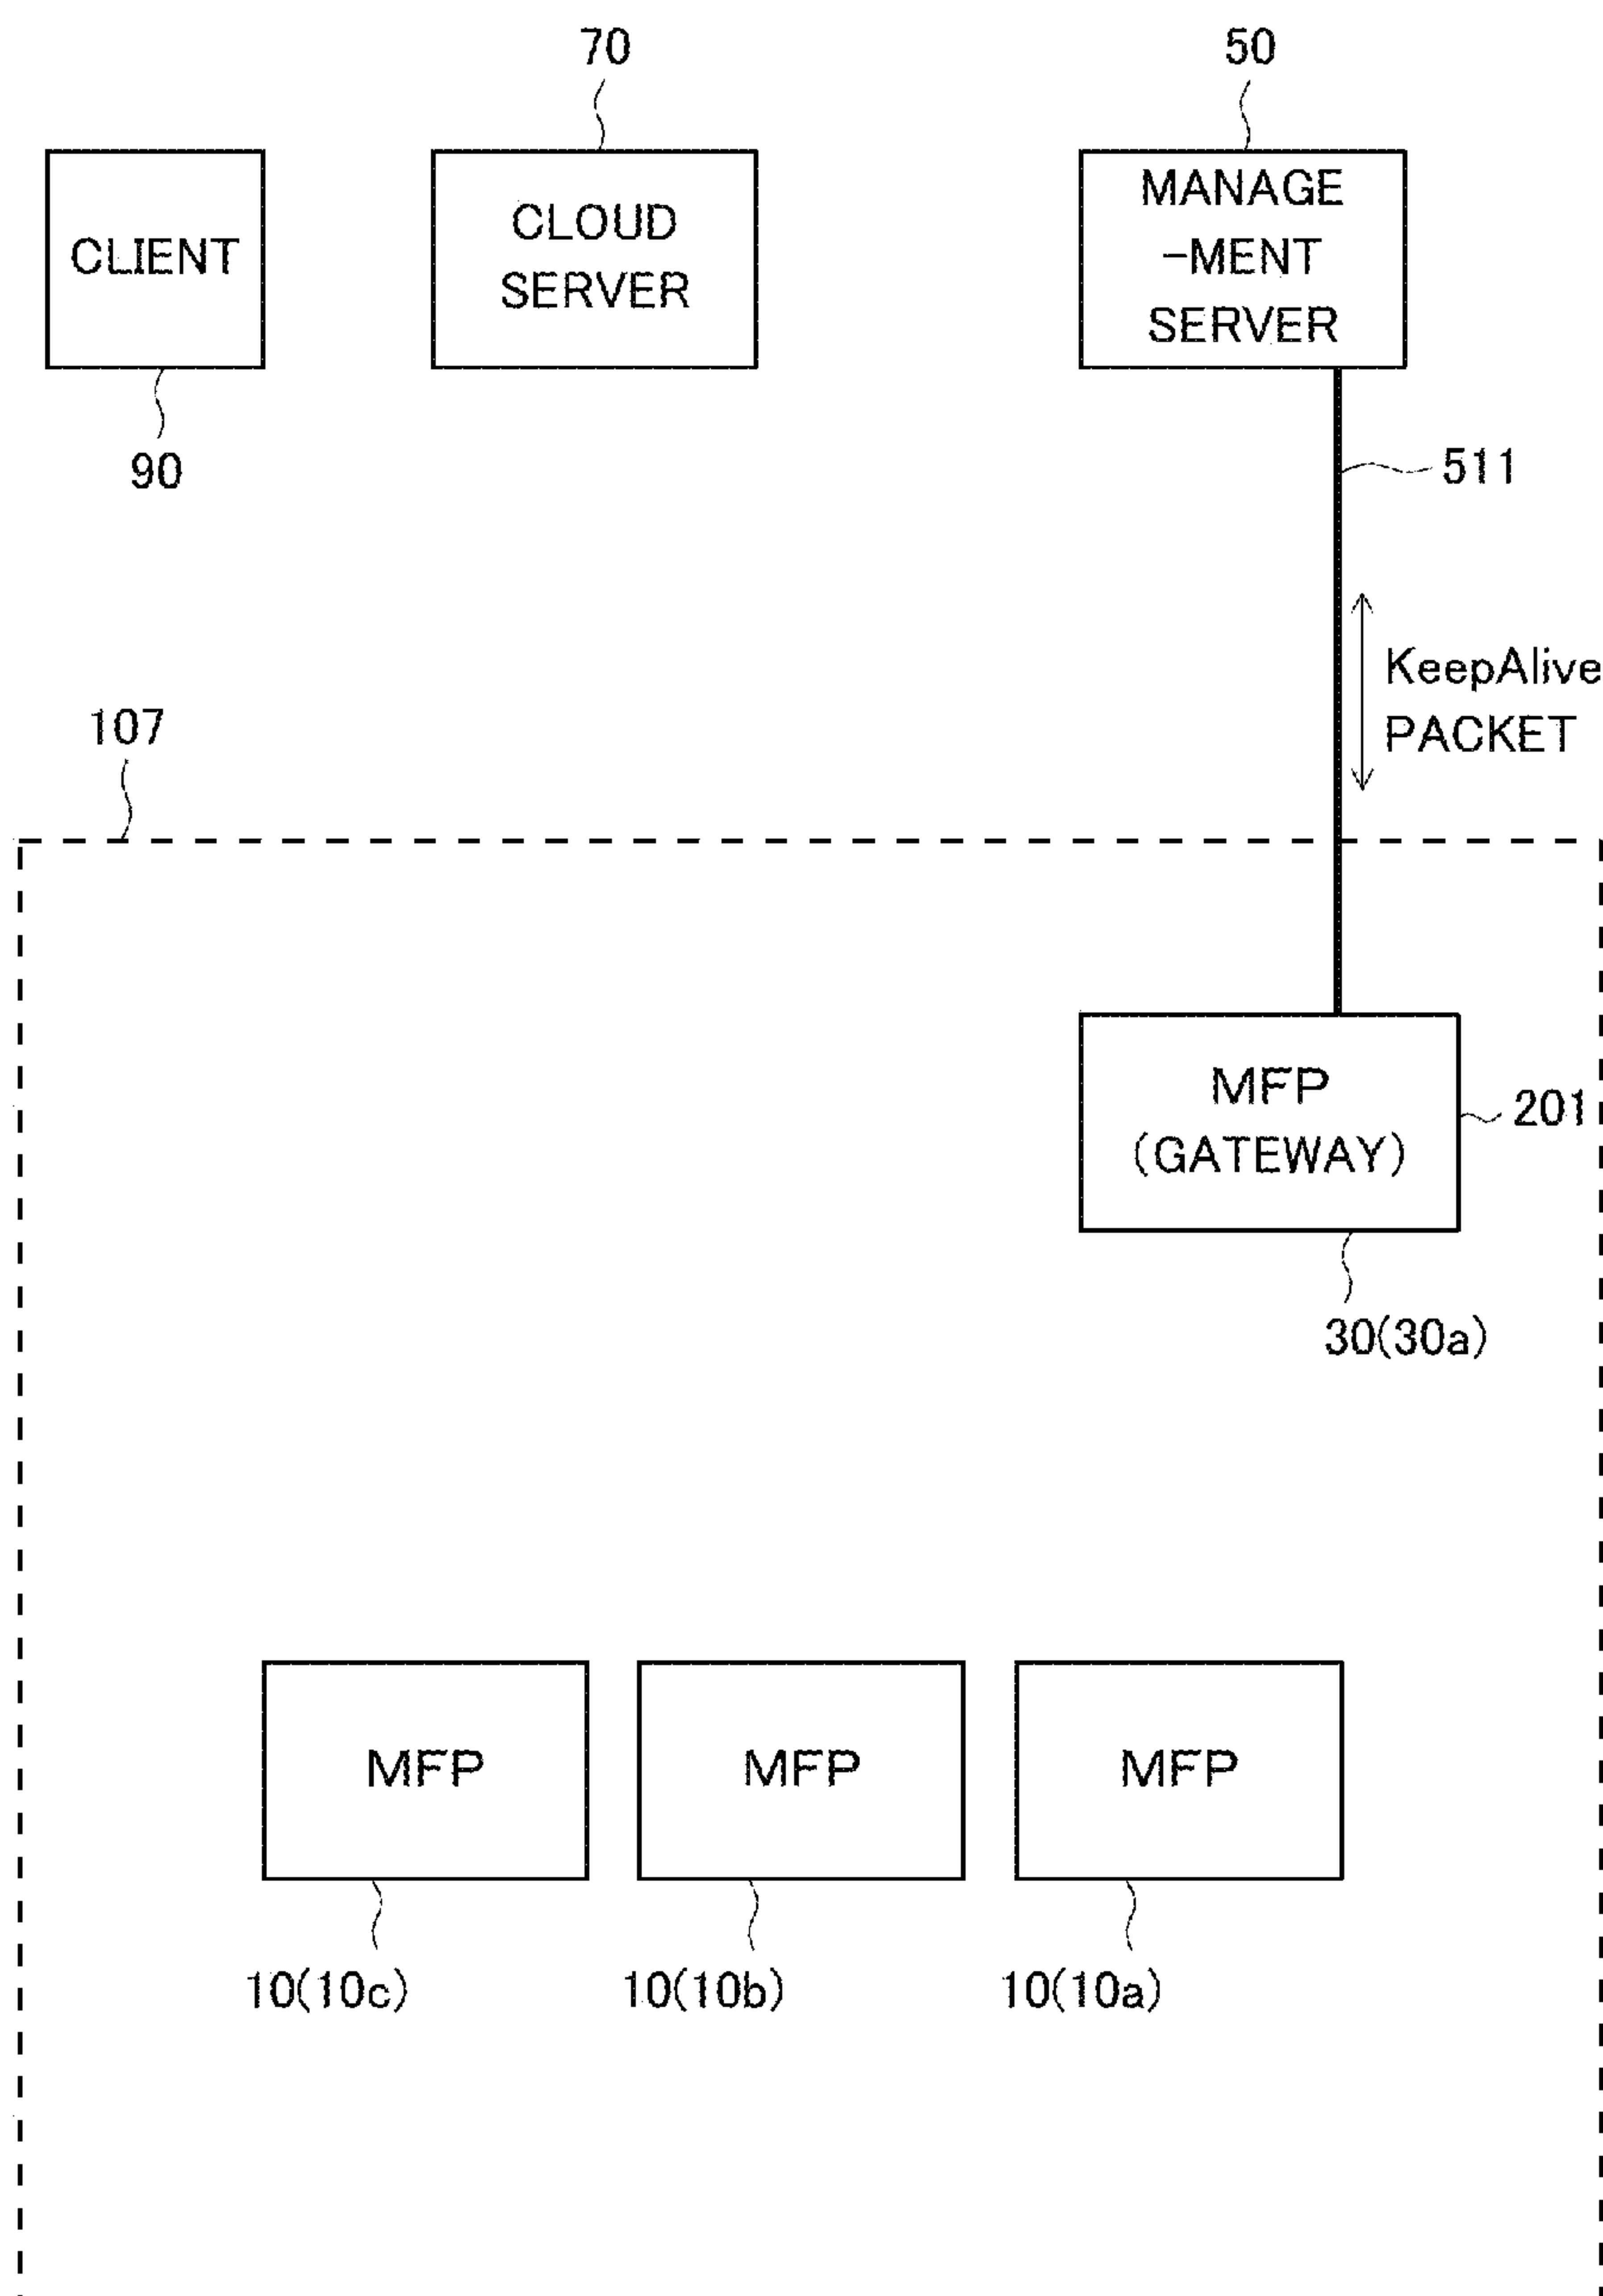 70
50
CLIENT
CLOUD
SERVER
MANAGE
-MENT
SERVER
90
511
KeepAlive
PACKET
107
MFP
(GATEWAY)
201
30(30a)
MFP
MFP
MFP
10(10c)
10(10b)
10(10a)